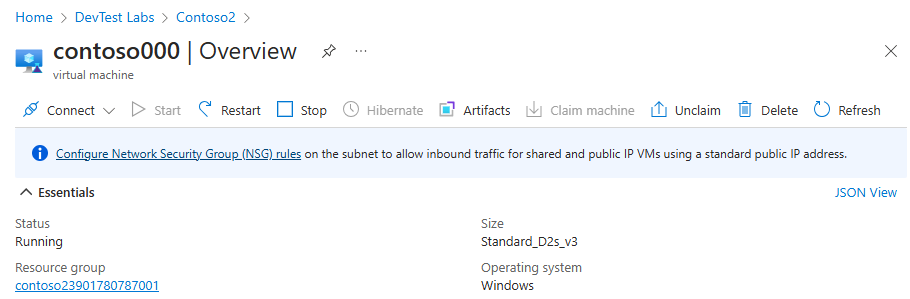 Home > DevTest Labs > Contoso2 >
contoso000 | Overview ...
virtual machine
Connect Start Restart Stop Hibernate Artifacts Claim machine Unclaim Delete Refresh
Configure Network Security Group (NSG) rules on the subnet to allow inbound traffic for shared and public IP VMs using a standard public IP address.
Essentials JSON View
Status Size
Running Standard_D2s_v3
Resource group Operating system
contoso23901780787001 Windows